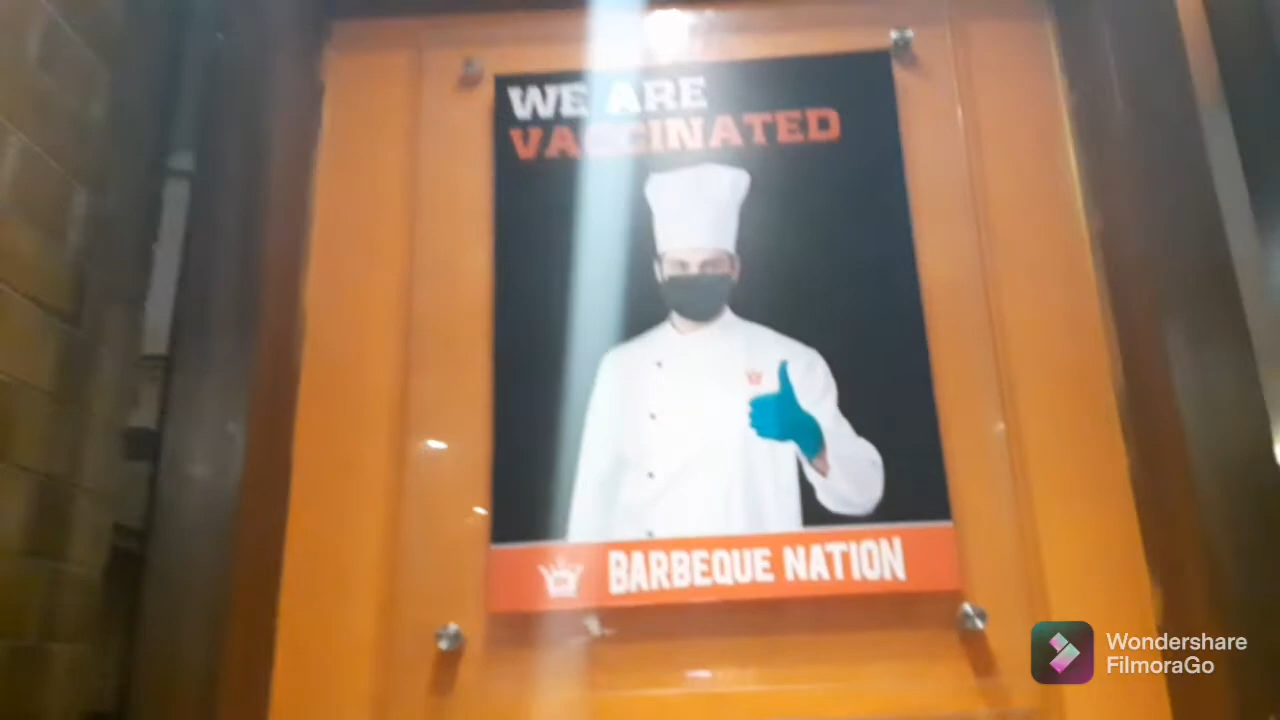 WE ARE
VACCINATED
BARBEQUE NATION
Wondershare
FilmoraGo